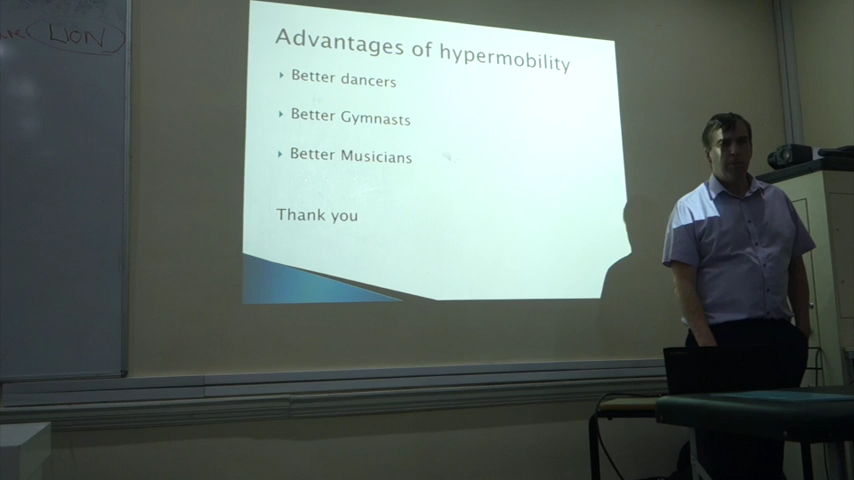 LION
Advantages of hypermobility
Better dancers
Better Gymnasts
Better Musicians
Thank you